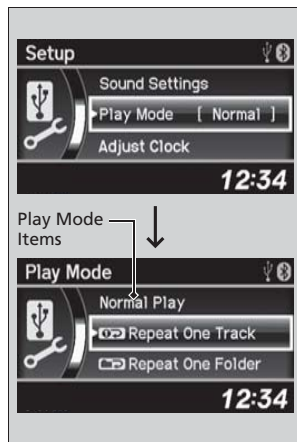 Setup
Sound Settings
Play Mode [ Normal ]
Adjust Clock
12:34
Play Mode
Items
Play Mode
Normal Play
Repeat One Track
Repeat One Folder
12:34